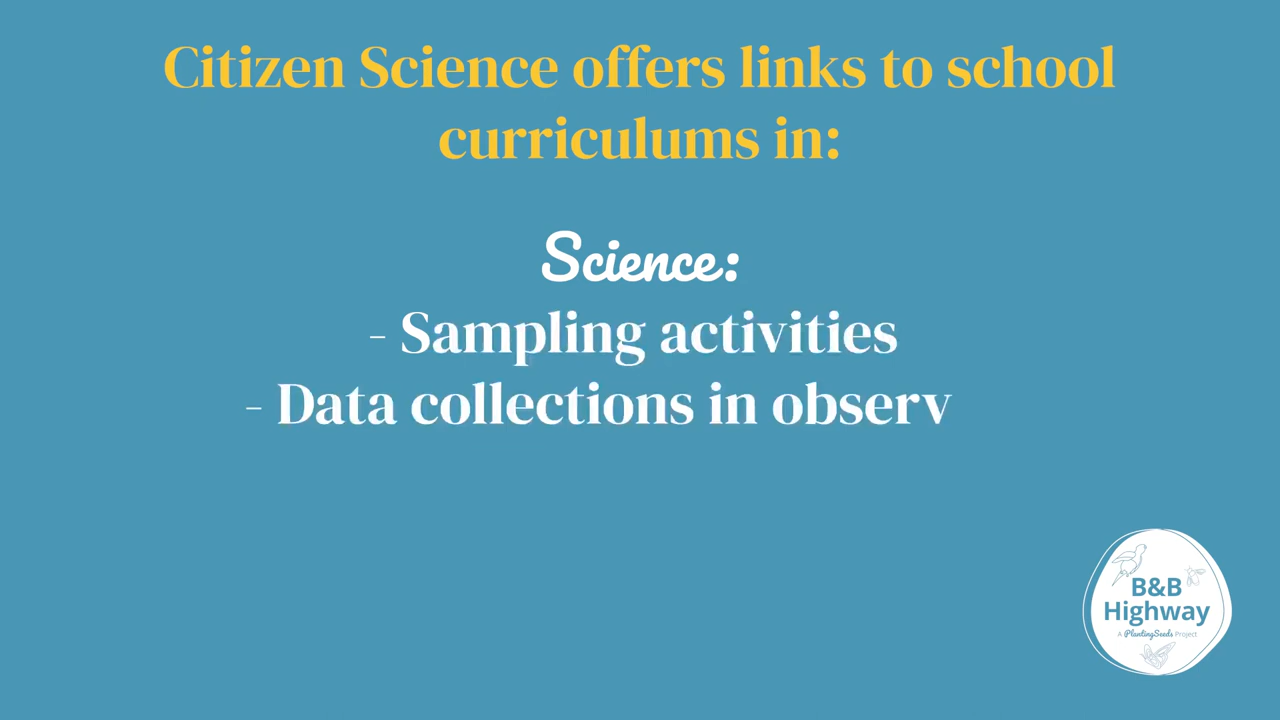 Citizen Science offers links to school
curriculums in:
Science:
- Sampling activities
- Data collections in observ
B&B
Highway
A PlantingSeeds Project